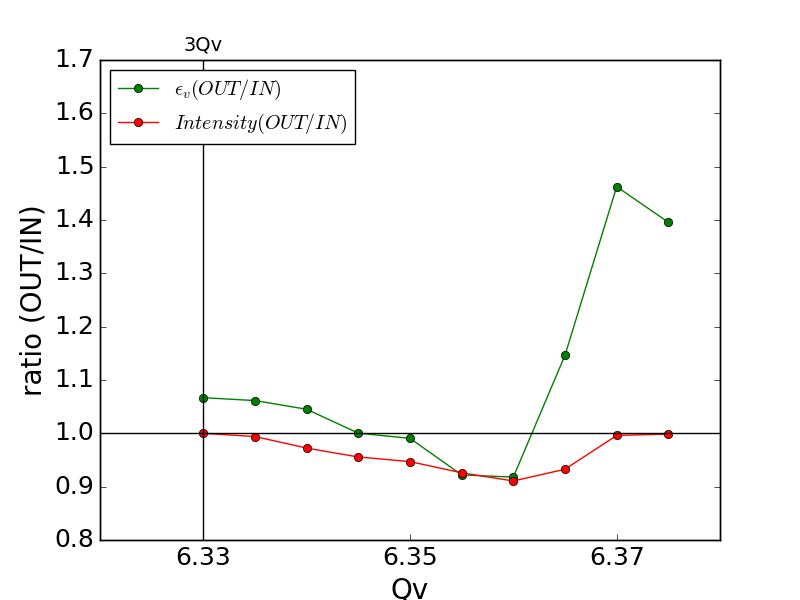 3Qv
1.7
1.6
1.5
1.4
1.3
1.2
1.1
1.0
0.9
0.8
ϵv(OUT/IN)
Intensity(OUT/IN)
ratio (OUT/IN)
6.33 6.35 6.37
Qv